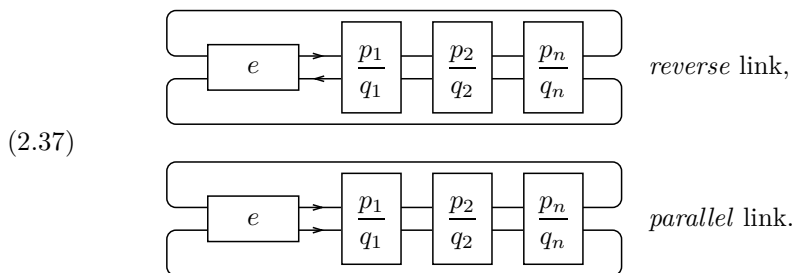 e p₁/q₁ p₂/q₂ pₙ/qₙ reverse link,
(2.37)
e p₁/q₁ p₂/q₂ pₙ/qₙ parallel link.